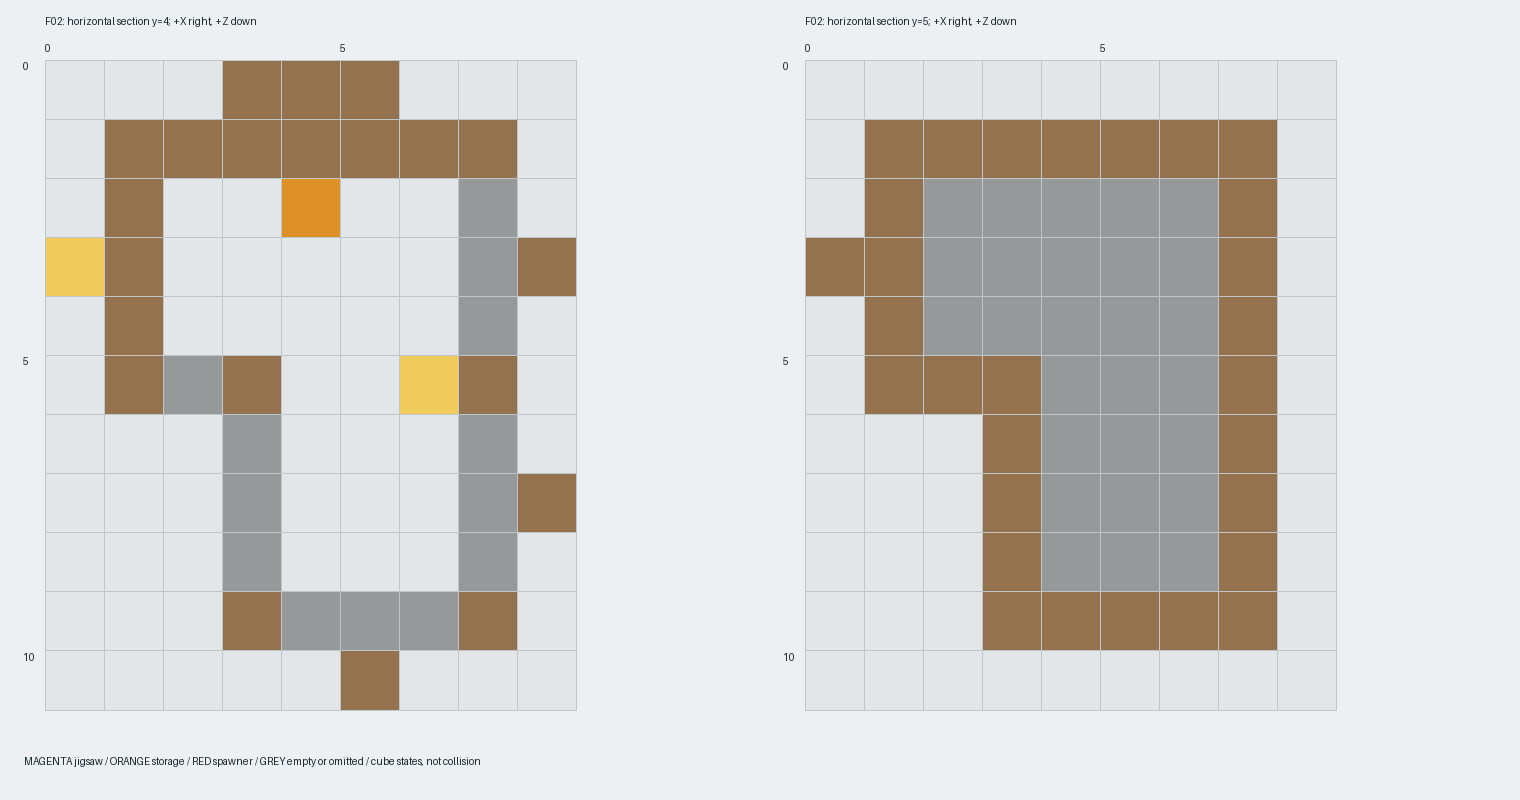 F02: horizontal section y=4; +X right, +Z down
F02: horizontal section y=5; +X right, +Z down
0 5
0 5
0
5
10
0
5
10
MAGENTA jigsaw / ORANGE storage / RED spawner / GREY empty or omitted / cube states, not collision